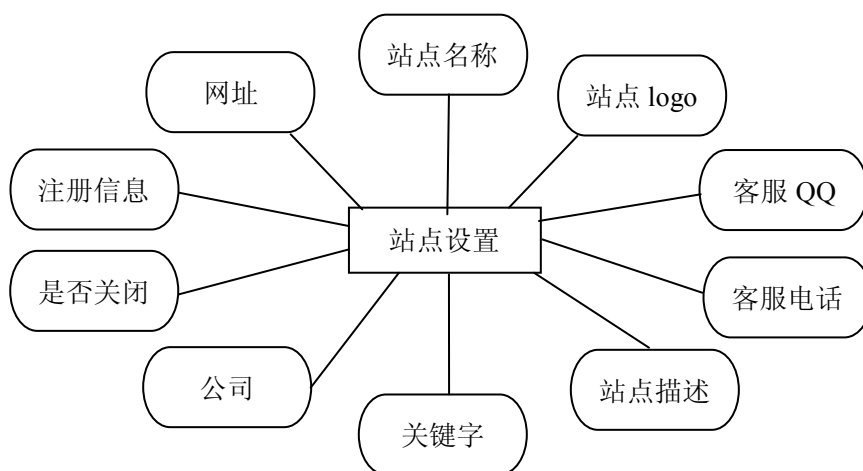 站点名称
网址
站点 logo
注册信息
客服 QQ
站点设置
是否关闭
客服电话
公司
站点描述
关键字